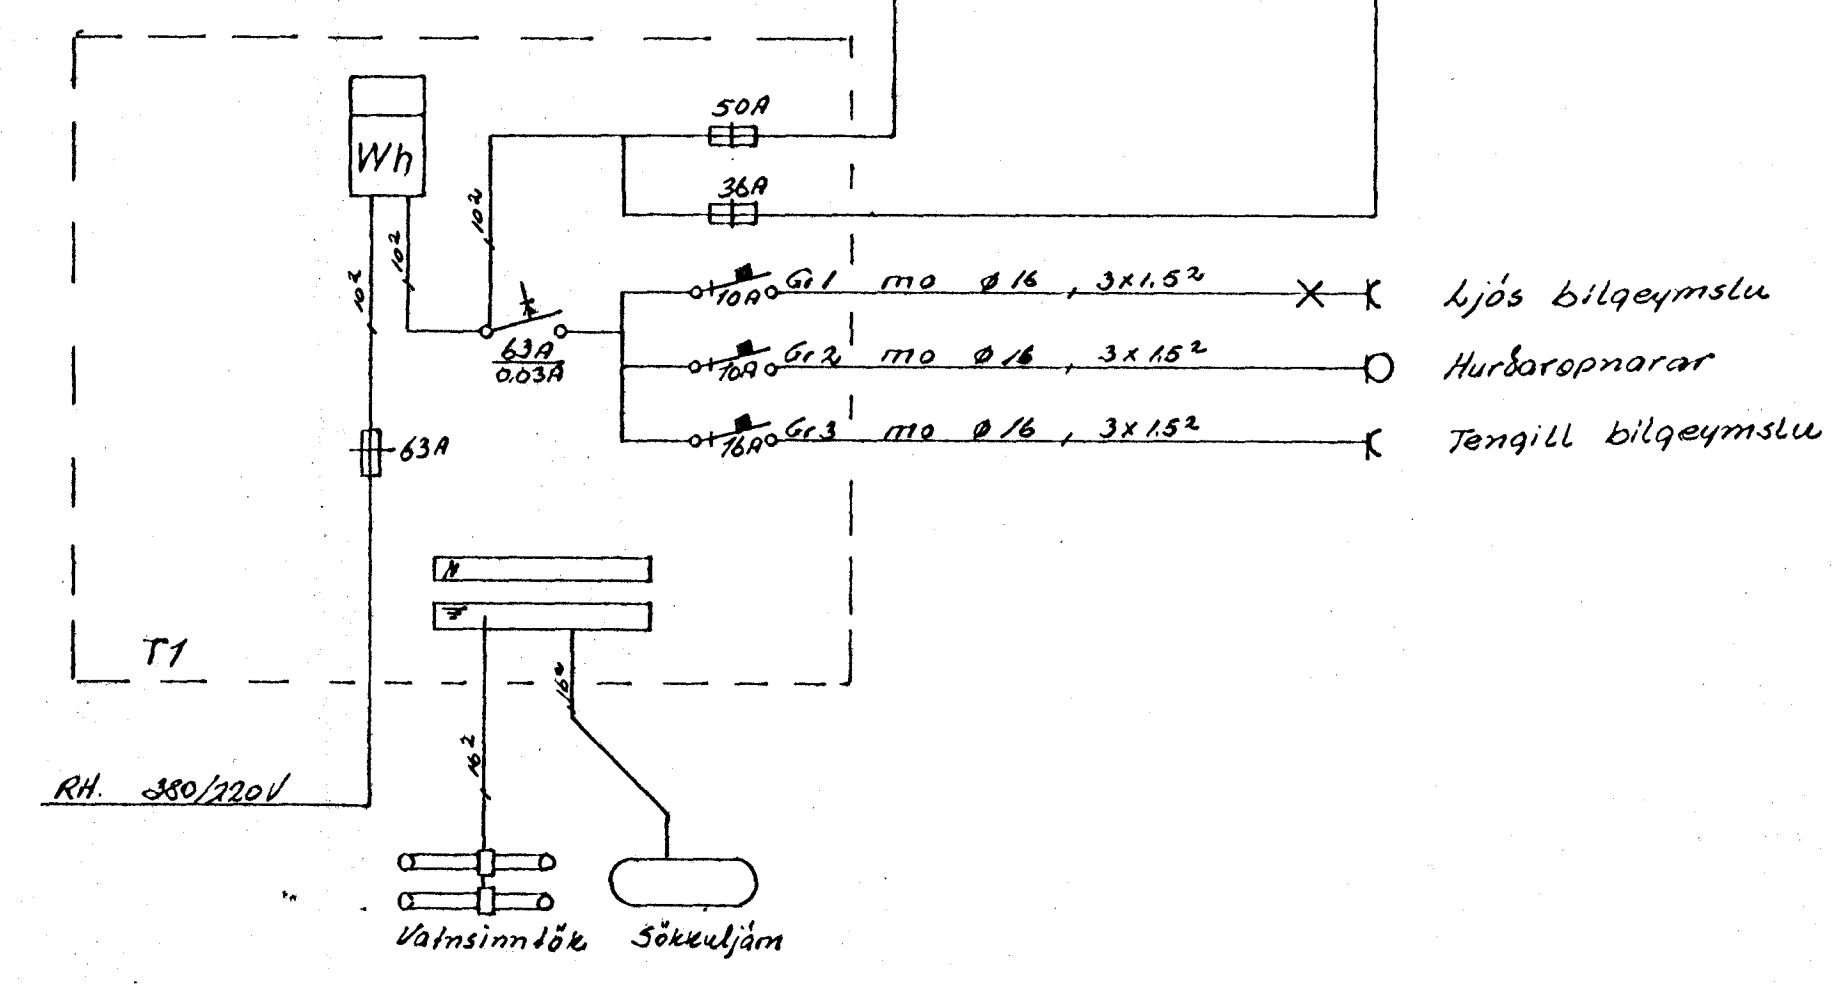 50A
Wh
36A
10²
10²
10²
Gr1 mo ø16, 3x1.5² Ljós bílgeymslu
10A
63A
0.03A
Gr2 mo ø16, 3x1.5² Hurðaropnarar
10A
Gr3 mo ø16, 3x1.5² Tengill bílgeymslu
16A
63A
N
T1
16²
16²
RH. 380/220V
Vatnsinntök Sökkuljárn